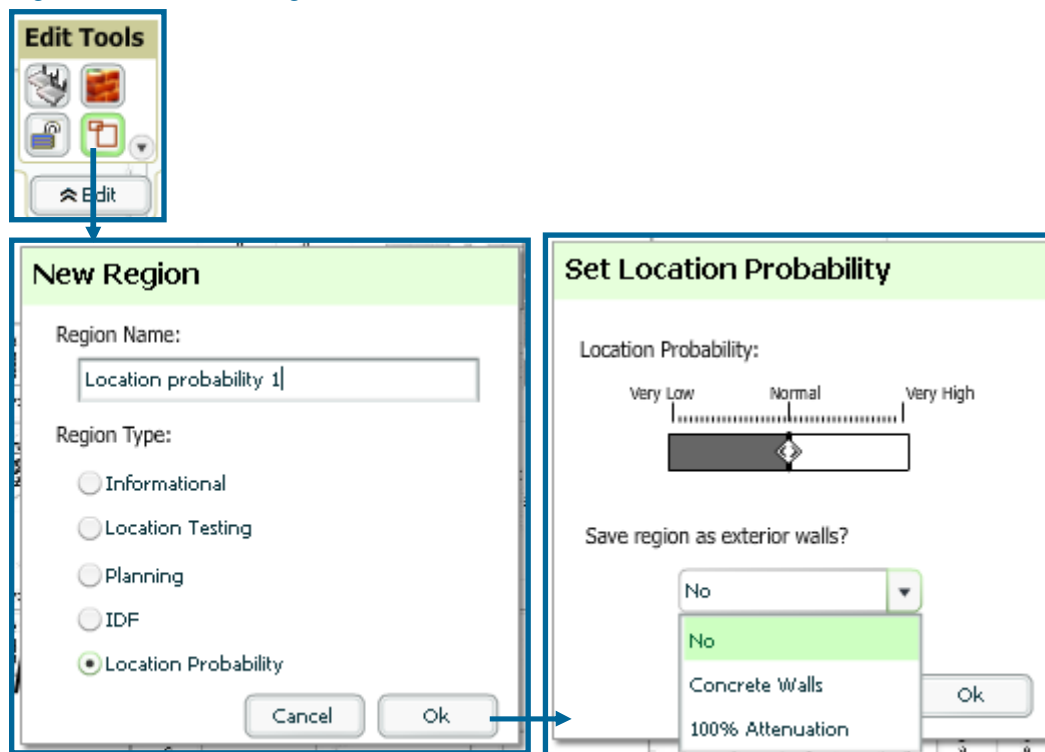 Edit Tools
Edit
New Region
Region Name:
Location probability 1
Region Type:
Informational
Location Testing
Planning
IDF
Location Probability
Cancel Ok
Set Location Probability
Location Probability:
Very Low Normal Very High
Save region as exterior walls?
No
No
Concrete Walls
100% Attenuation
Ok